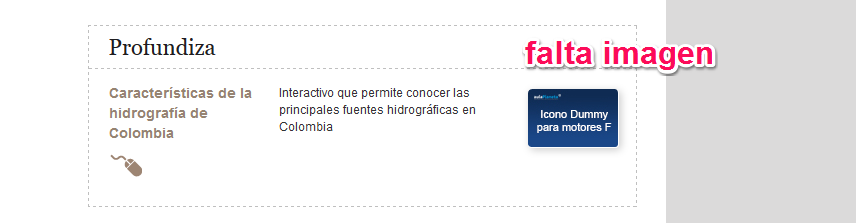 Profundiza
falta imagen
Características de la
hidrografía de
Colombia
Interactivo que permite conocer las
principales fuentes hidrográficas en
Colombia
aulaPlaneta
Icono Dummy
para motores F